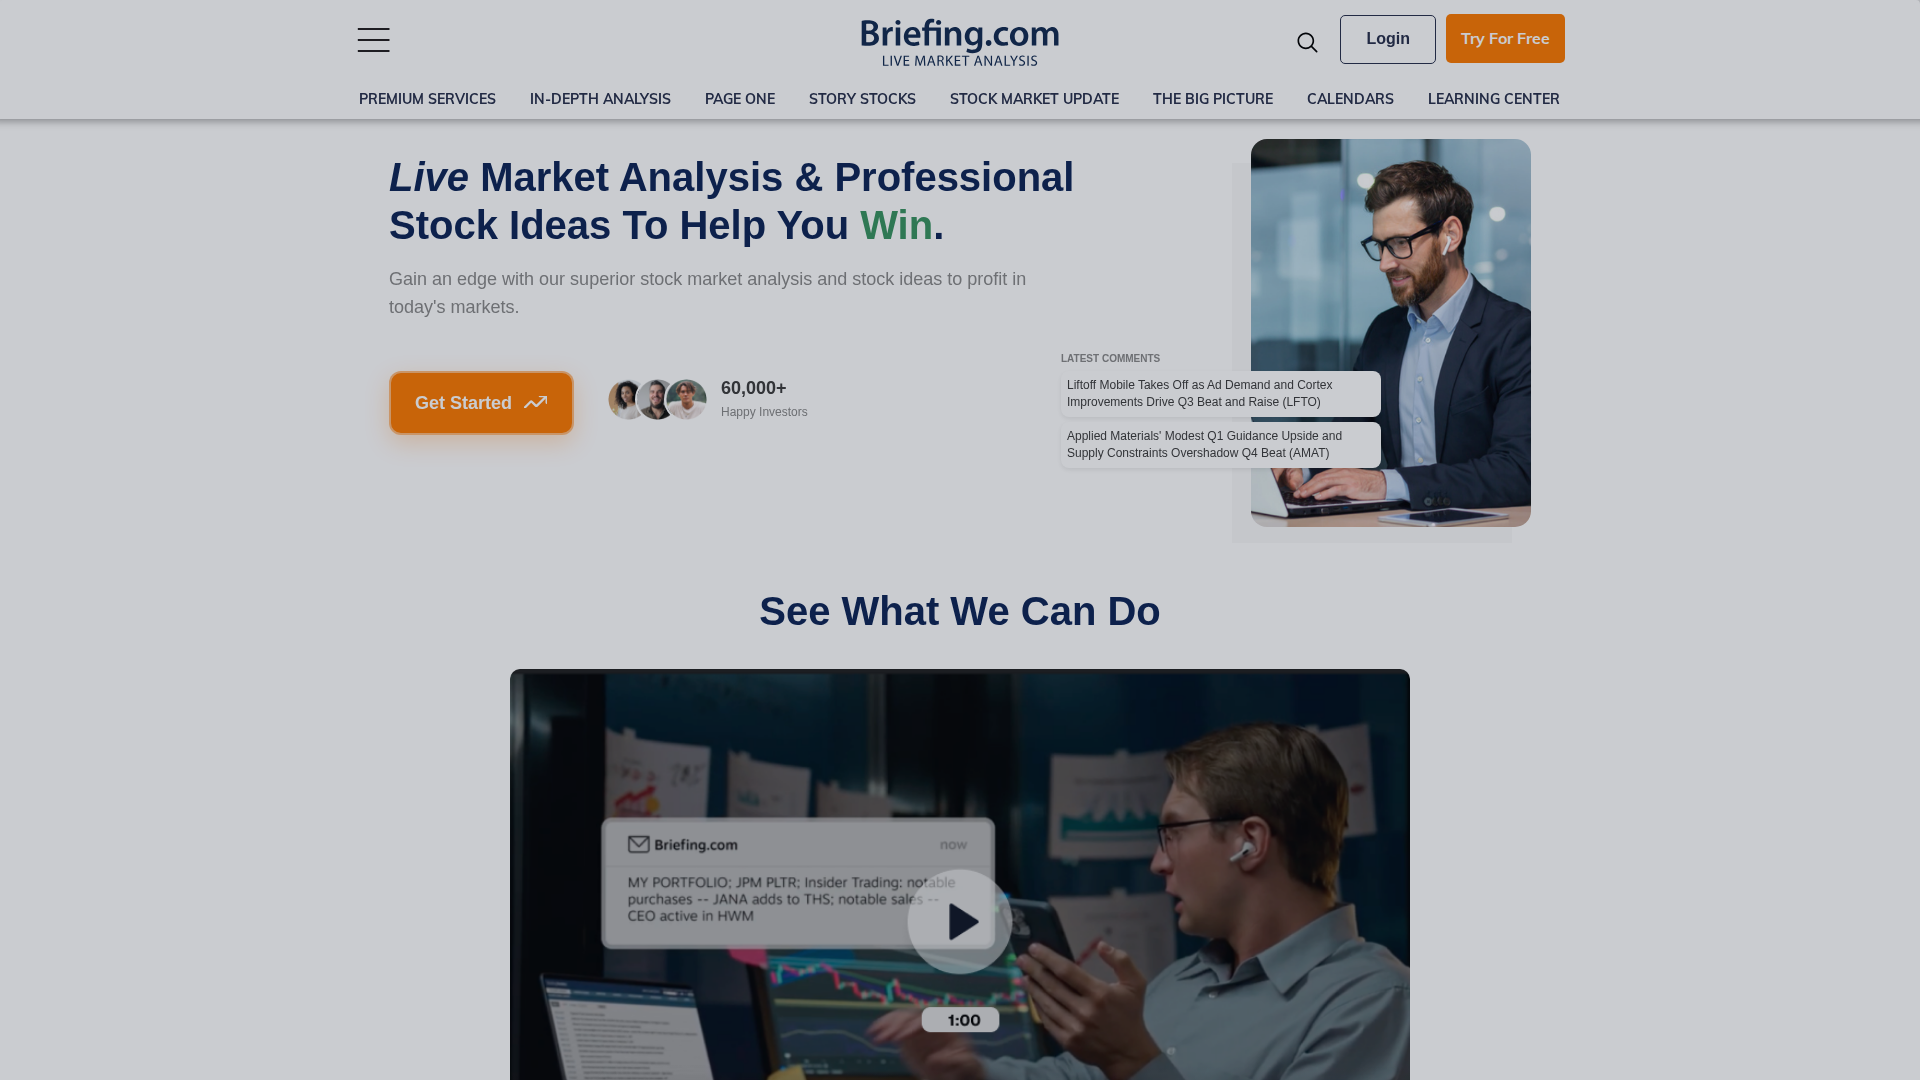 Briefing.com
LIVE MARKET ANALYSIS
Login
Try For Free
PREMIUM SERVICES
IN-DEPTH ANALYSIS
PAGE ONE
STORY STOCKS
STOCK MARKET UPDATE
THE BIG PICTURE
CALENDARS
LEARNING CENTER
Live Market Analysis & Professional
Stock Ideas To Help You Win.
Gain an edge with our superior stock market analysis and stock ideas to profit in
today's markets.
Get Started
60,000+
Happy Investors
LATEST COMMENTS
Liftoff Mobile Takes Off as Ad Demand and Cortex
Improvements Drive Q3 Beat and Raise (LFTO)
Applied Materials' Modest Q1 Guidance Upside and
Supply Constraints Overshadow Q4 Beat (AMAT)
See What We Can Do
Briefing.com
now
MY PORTFOLIO; JPM PLTR; Insider Trading: notable
purchases -- JANA adds to THS; notable sales --
CEO active in HWM
1:00